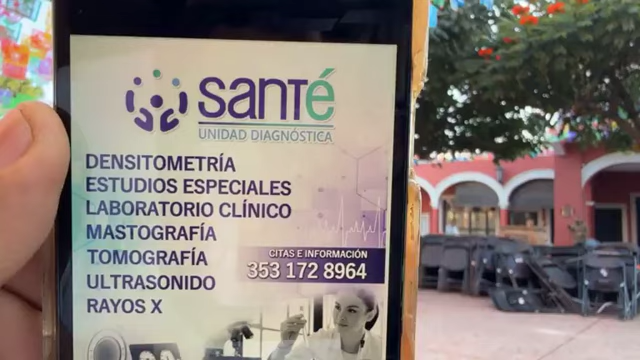 santé
UNIDAD DIAGNÓSTICA
DENSITOMETRÍA
ESTUDIOS ESPECIALES
LABORATORIO CLÍNICO
MASTOGRAFÍA
TOMOGRAFÍA
ULTRASONIDO
RAYOS X
CITAS E INFORMACIÓN
353 172 8964